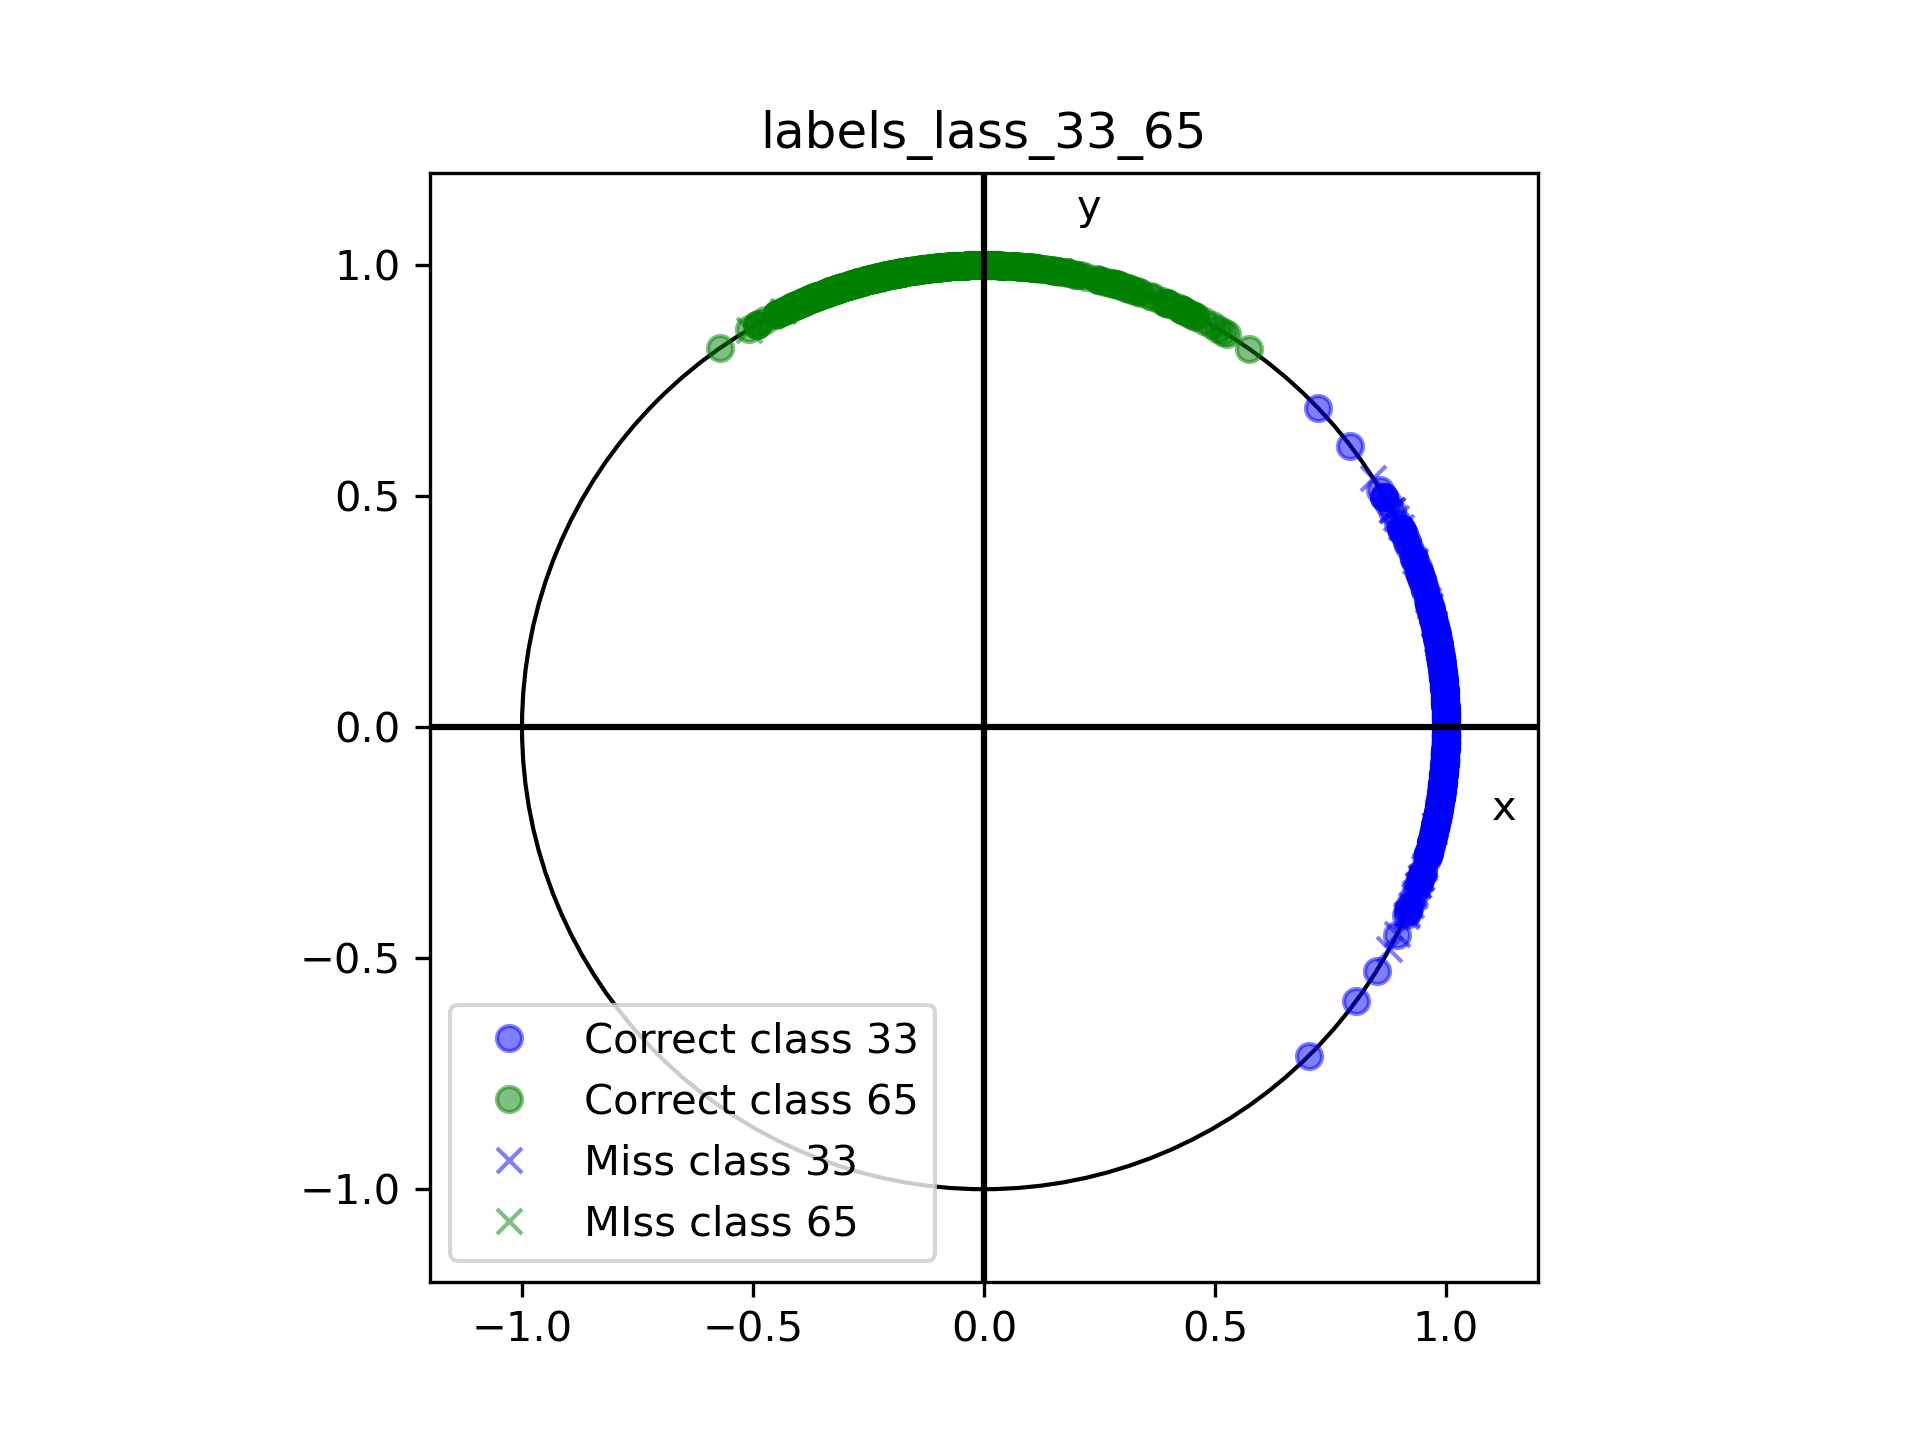 labels_lass_33_65
y
1.0
0.5
0.0
x
−0.5
−1.0
Correct class 33
Correct class 65
Miss class 33
MIss class 65
−1.0 −0.5 0.0 0.5 1.0